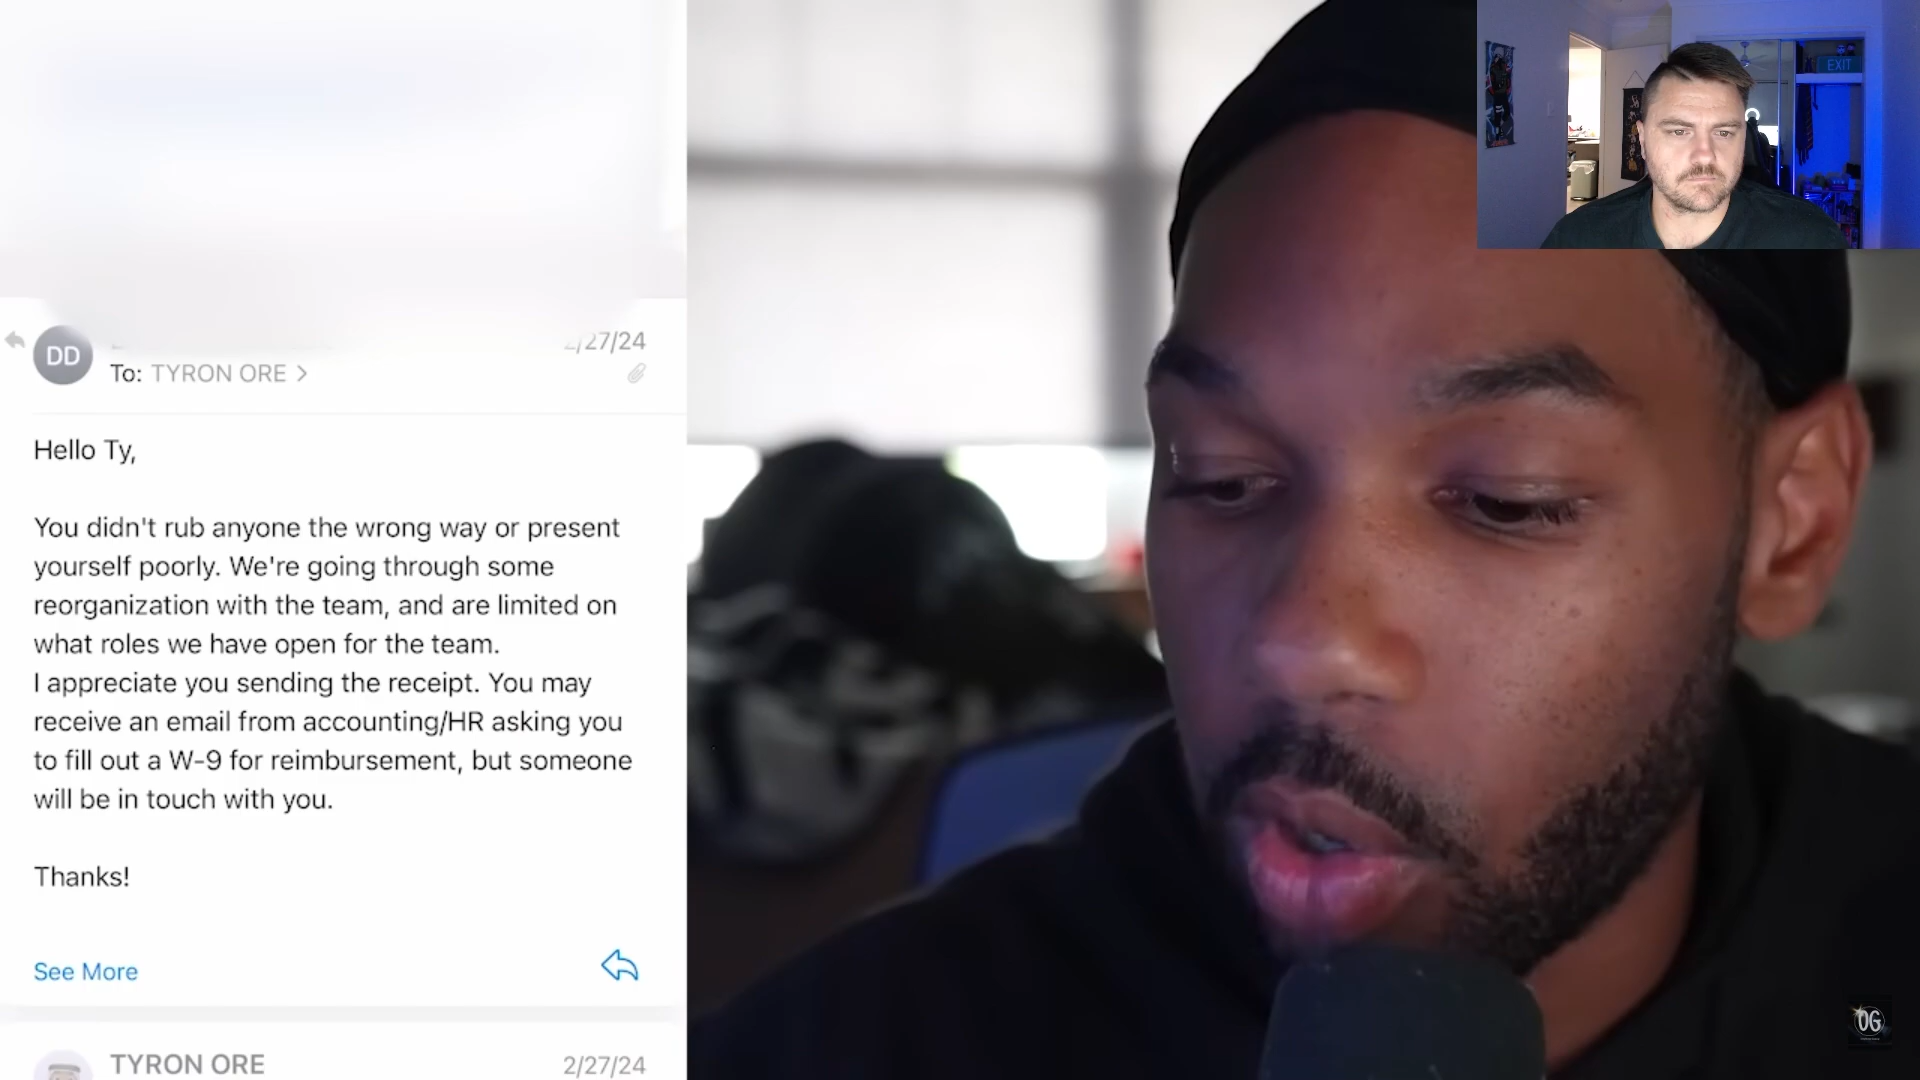 EXIT
DD
2/27/24
To: TYRON ORE
Hello Ty,
You didn't rub anyone the wrong way or present
yourself poorly. We're going through some
reorganization with the team, and are limited on
what roles we have open for the team.
I appreciate you sending the receipt. You may
receive an email from accounting/HR asking you
to fill out a W-9 for reimbursement, but someone
will be in touch with you.
Thanks!
See More
TYRON ORE
2/27/24
OG